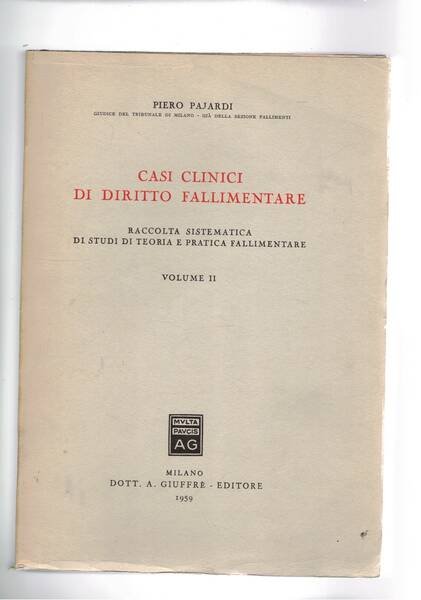 PIERO PAJARDI
GIUDICE DEL TRIBUNALE DI MILANO - GIÀ DELLA SEZIONE FALLIMENTI
CASI CLINICI
DI DIRITTO FALLIMENTARE
RACCOLTA SISTEMATICA
DI STUDI DI TEORIA E PRATICA FALLIMENTARE
VOLUME II
MVLTA
PAVCIS
AG
MILANO
DOTT. A. GIUFFRÈ - EDITORE
1959